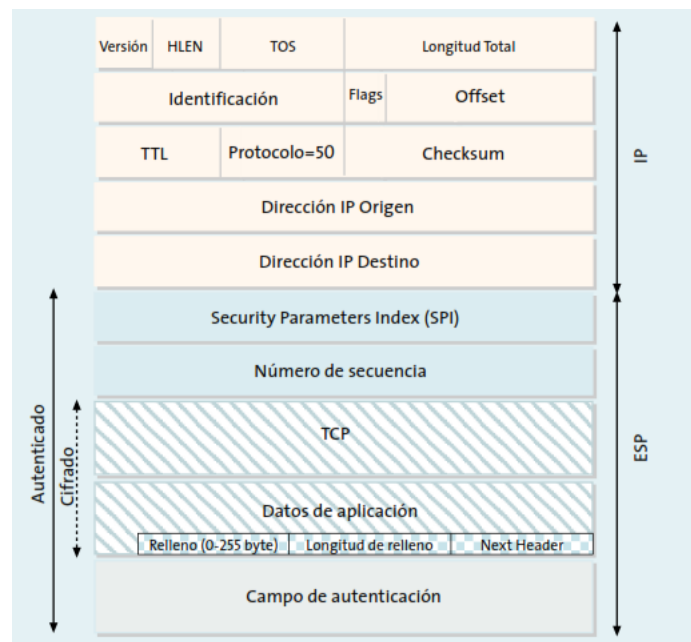 Versión HLEN TOS Longitud Total
Identificación Flags Offset
TTL Protocolo=50 Checksum
Dirección IP Origen
Dirección IP Destino
IP
Security Parameters Index (SPI)
Número de secuencia
TCP
Datos de aplicación
Relleno (0-255 byte) Longitud de relleno Next Header
Campo de autenticación
Autenticado
Cifrado
ESP